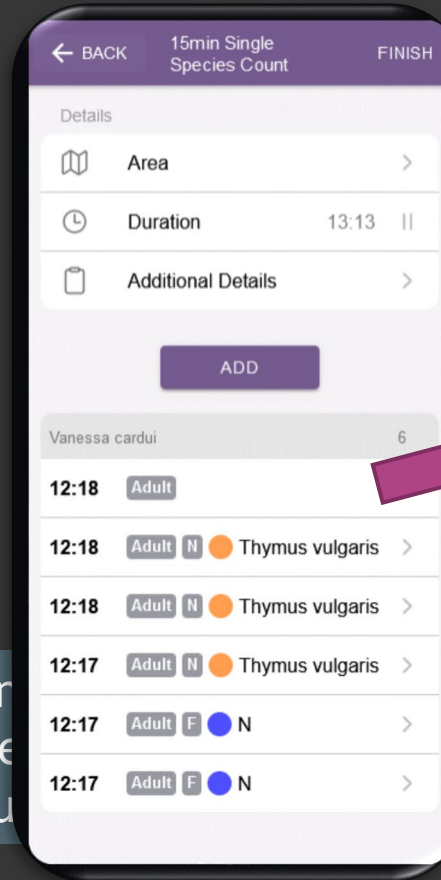 BACK
15min Single
Species Count
FINISH
Details
Area
Duration 13:13
Additional Details
ADD
Vanessa cardui 6
12:18 Adult
12:18 Adult N Thymus vulgaris
12:18 Adult N Thymus vulgaris
12:17 Adult N Thymus vulgaris
12:17 Adult F N
12:17 Adult F N